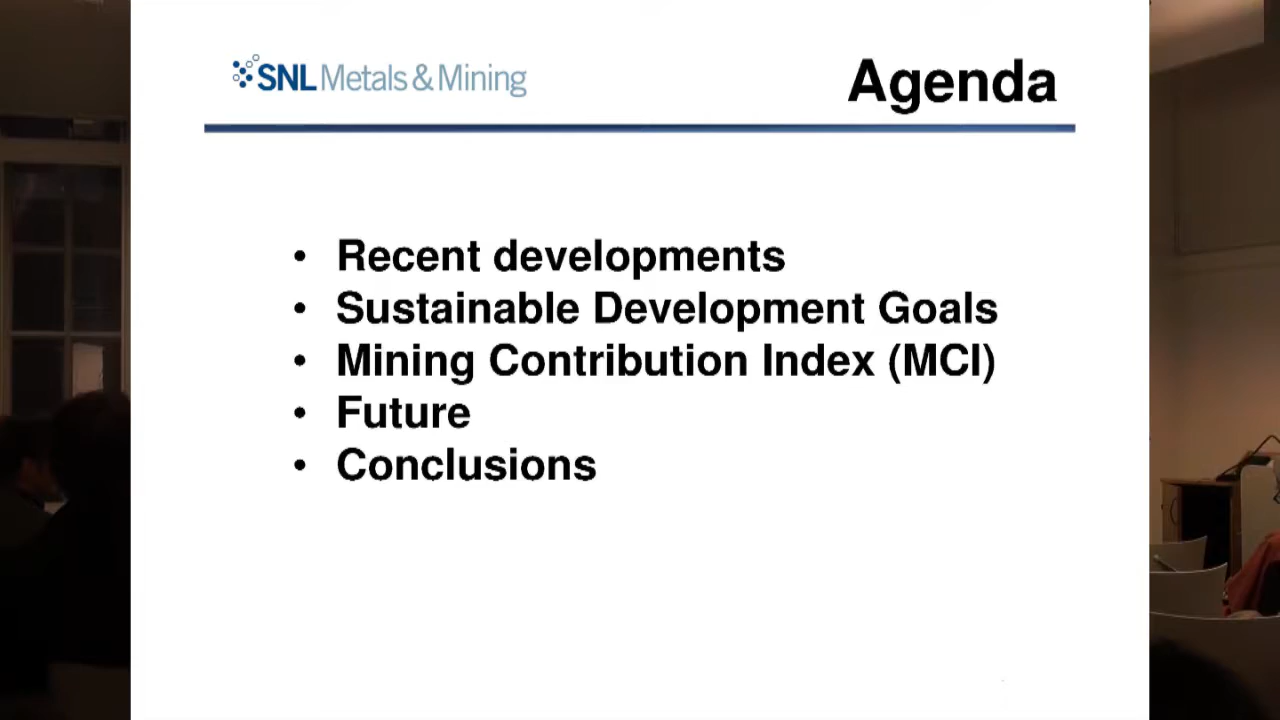 SNL Metals & Mining
Agenda
• Recent developments
• Sustainable Development Goals
• Mining Contribution Index (MCI)
• Future
• Conclusions